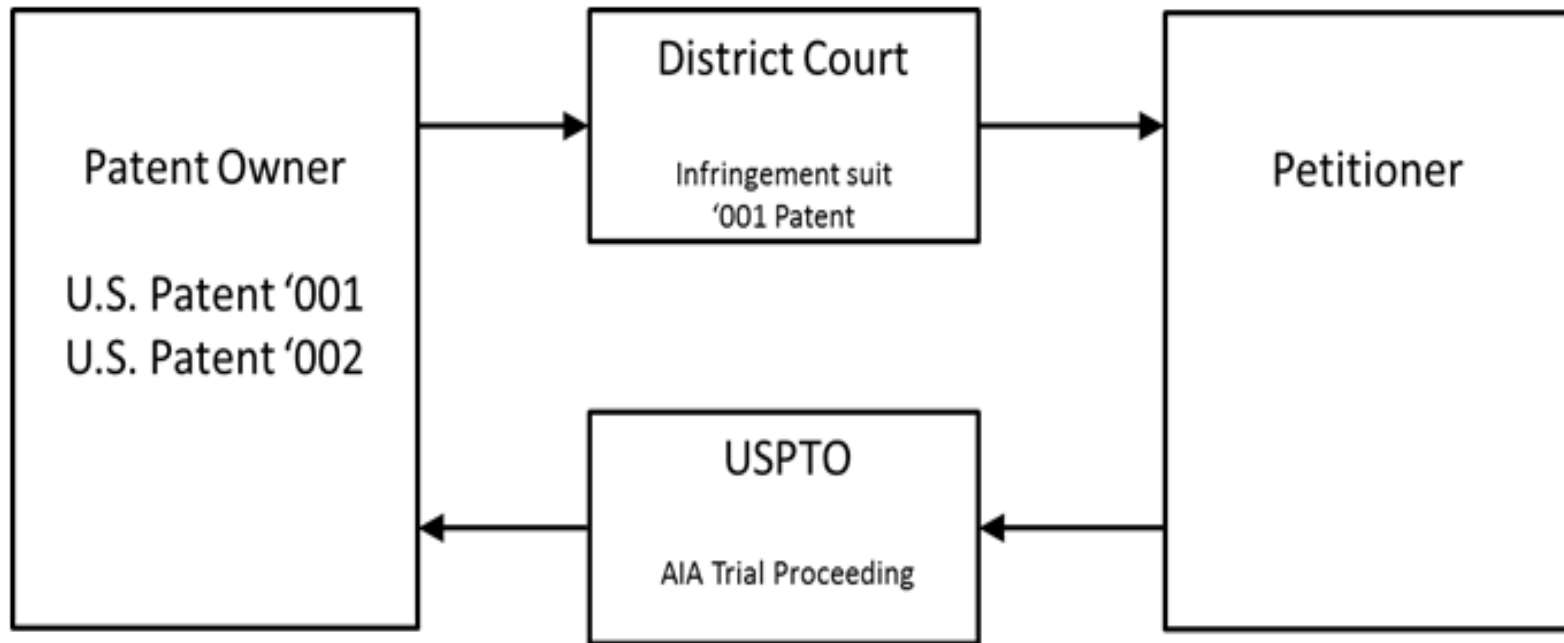 Patent Owner
U.S. Patent ‘001
U.S. Patent ‘002
District Court
Infringement suit
‘001 Patent
USPTO
AIA Trial Proceeding
Petitioner